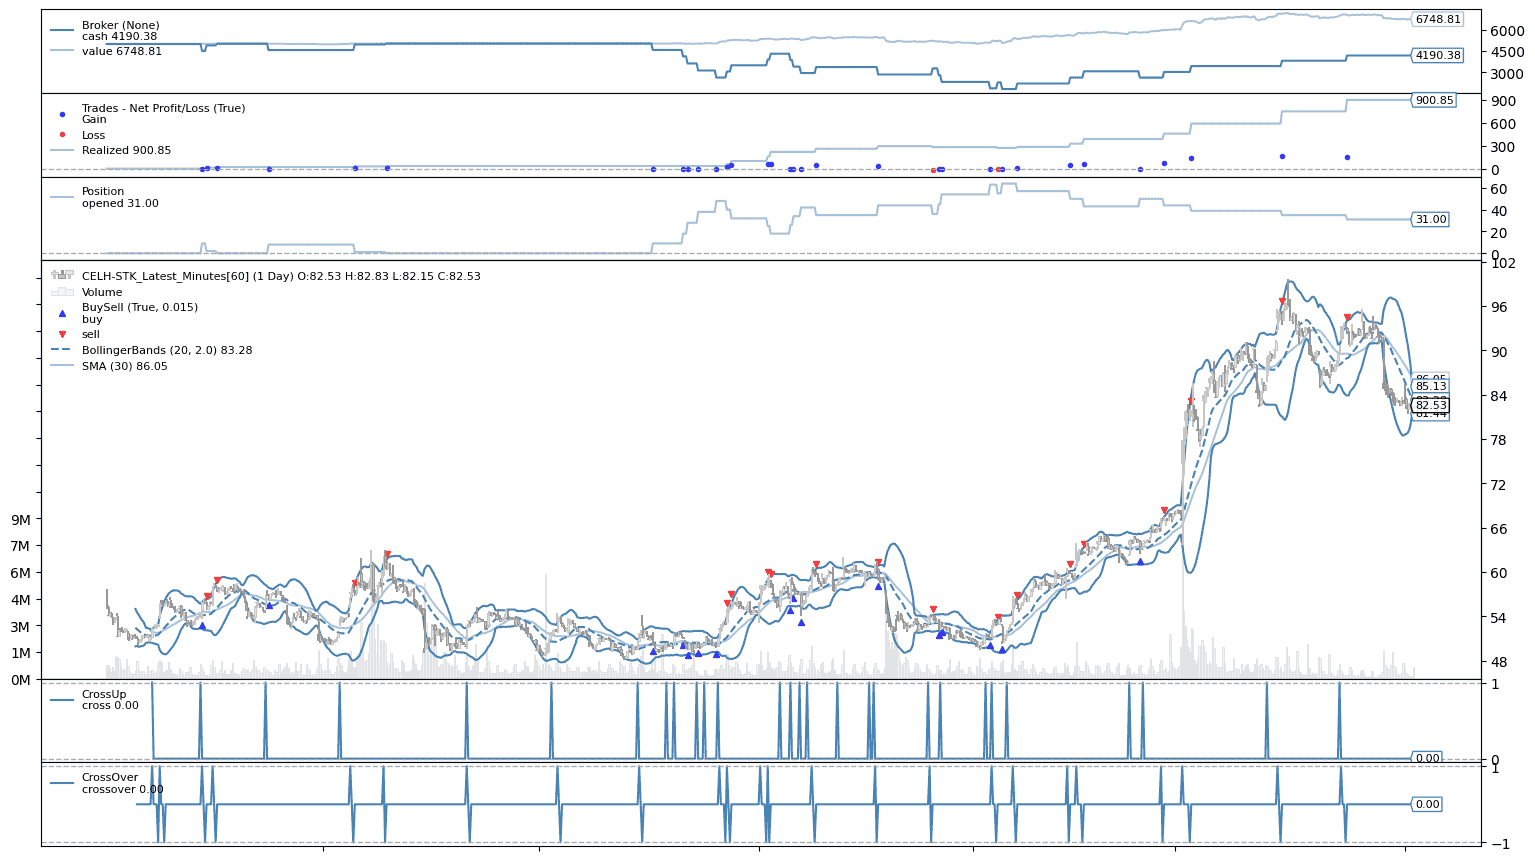 Broker (None)
cash 4190.38
value 6748.81
6748.81
6000
4500
4190.38
3000
Trades - Net Profit/Loss (True)
Gain
Loss
Realized 900.85
900.85
900
600
300
0
Position
opened 31.00
60
40
31.00
20
0
CELH-STK_Latest_Minutes[60] (1 Day) O:82.53 H:82.83 L:82.15 C:82.53
Volume
BuySell (True, 0.015)
buy
sell
BollingerBands (20, 2.0) 83.28
SMA (30) 86.05
102
96
90
86.05
85.13
84
82.53
81.44
78
72
66
60
54
48
9M
7M
6M
4M
3M
1M
0M
CrossUp
cross 0.00
1
0.00
0
CrossOver
crossover 0.00
1
0.00
−1